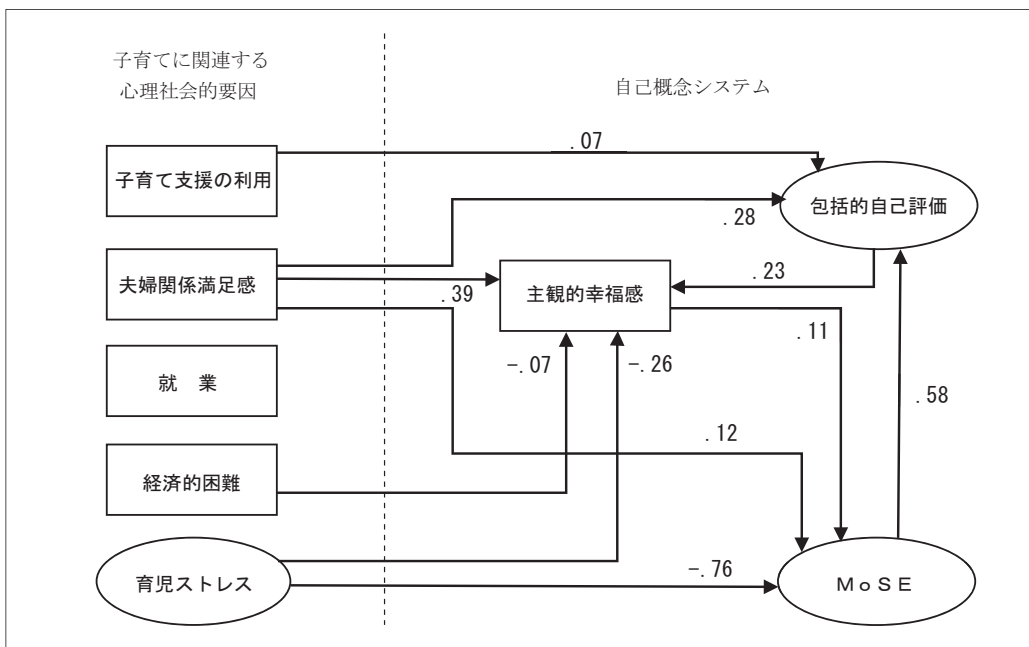 子育てに関連する
心理社会的要因
自己概念システム
.07
子育て支援の利用
包括的自己評価
.28
夫婦関係満足感
.39
主観的幸福感
.23
.11
-.07
-.26
就　業
.58
.12
経済的困難
育児ストレス
-.76
ＭｏＳＥ